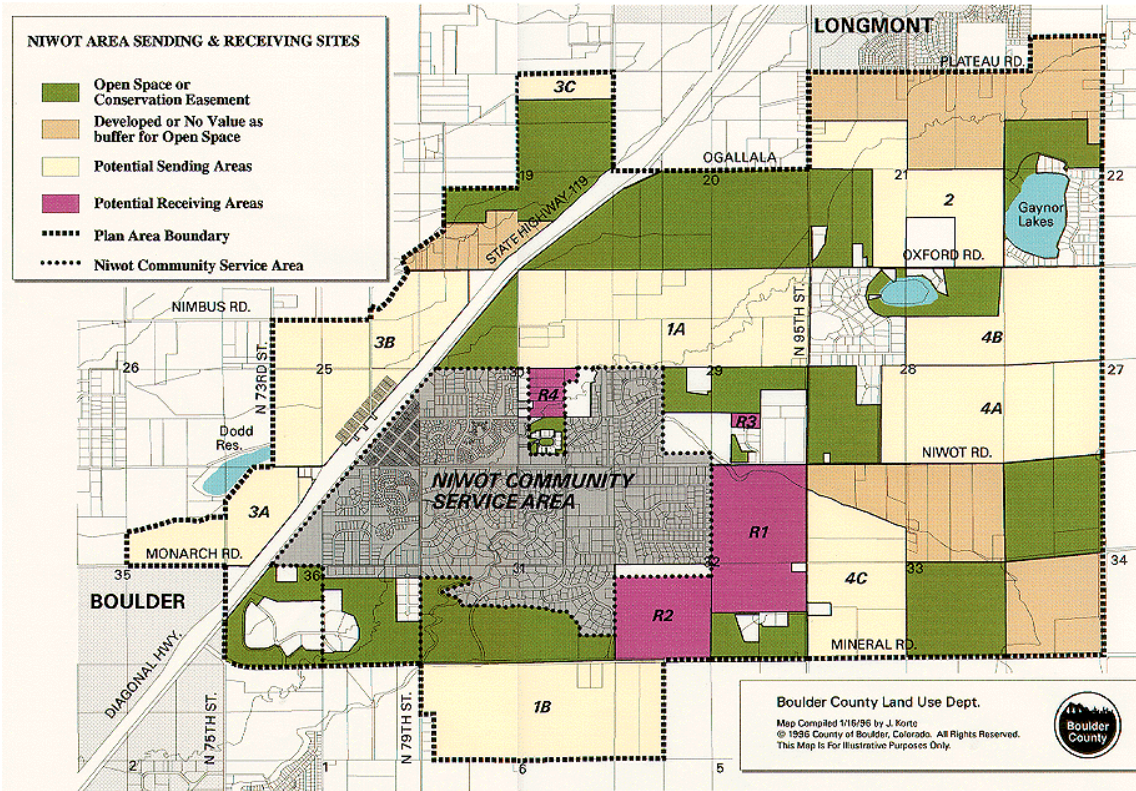 NIWOT AREA SENDING & RECEIVING SITES
Open Space or
Conservation Easement
Developed or No Value as
buffer for Open Space
Potential Sending Areas
Potential Receiving Areas
Plan Area Boundary
Niwot Community Service Area
LONGMONT
PLATEAU RD.
3C
OGALLALA
19
20
21
22
STATE HIGHWAY 119
2
Gaynor
Lakes
OXFORD RD.
NIMBUS RD.
N 95TH ST.
1A
3B
4B
26
25
30
29
28
27
N 73RD ST.
R4
R3
4A
Dodd
Res.
NIWOT RD.
NIWOT COMMUNITY
SERVICE AREA
3A
R1
MONARCH RD.
35
36
31
32
33
34
4C
BOULDER
R2
MINERAL RD.
DIAGONAL HWY.
N 75TH ST.
N 79TH ST.
1B
2
1
6
5
Boulder County Land Use Dept.
Map Compiled 1/16/96 by J. Korte
© 1996 County of Boulder, Colorado. All Rights Reserved.
This Map Is For Illustrative Purposes Only.
Boulder
County